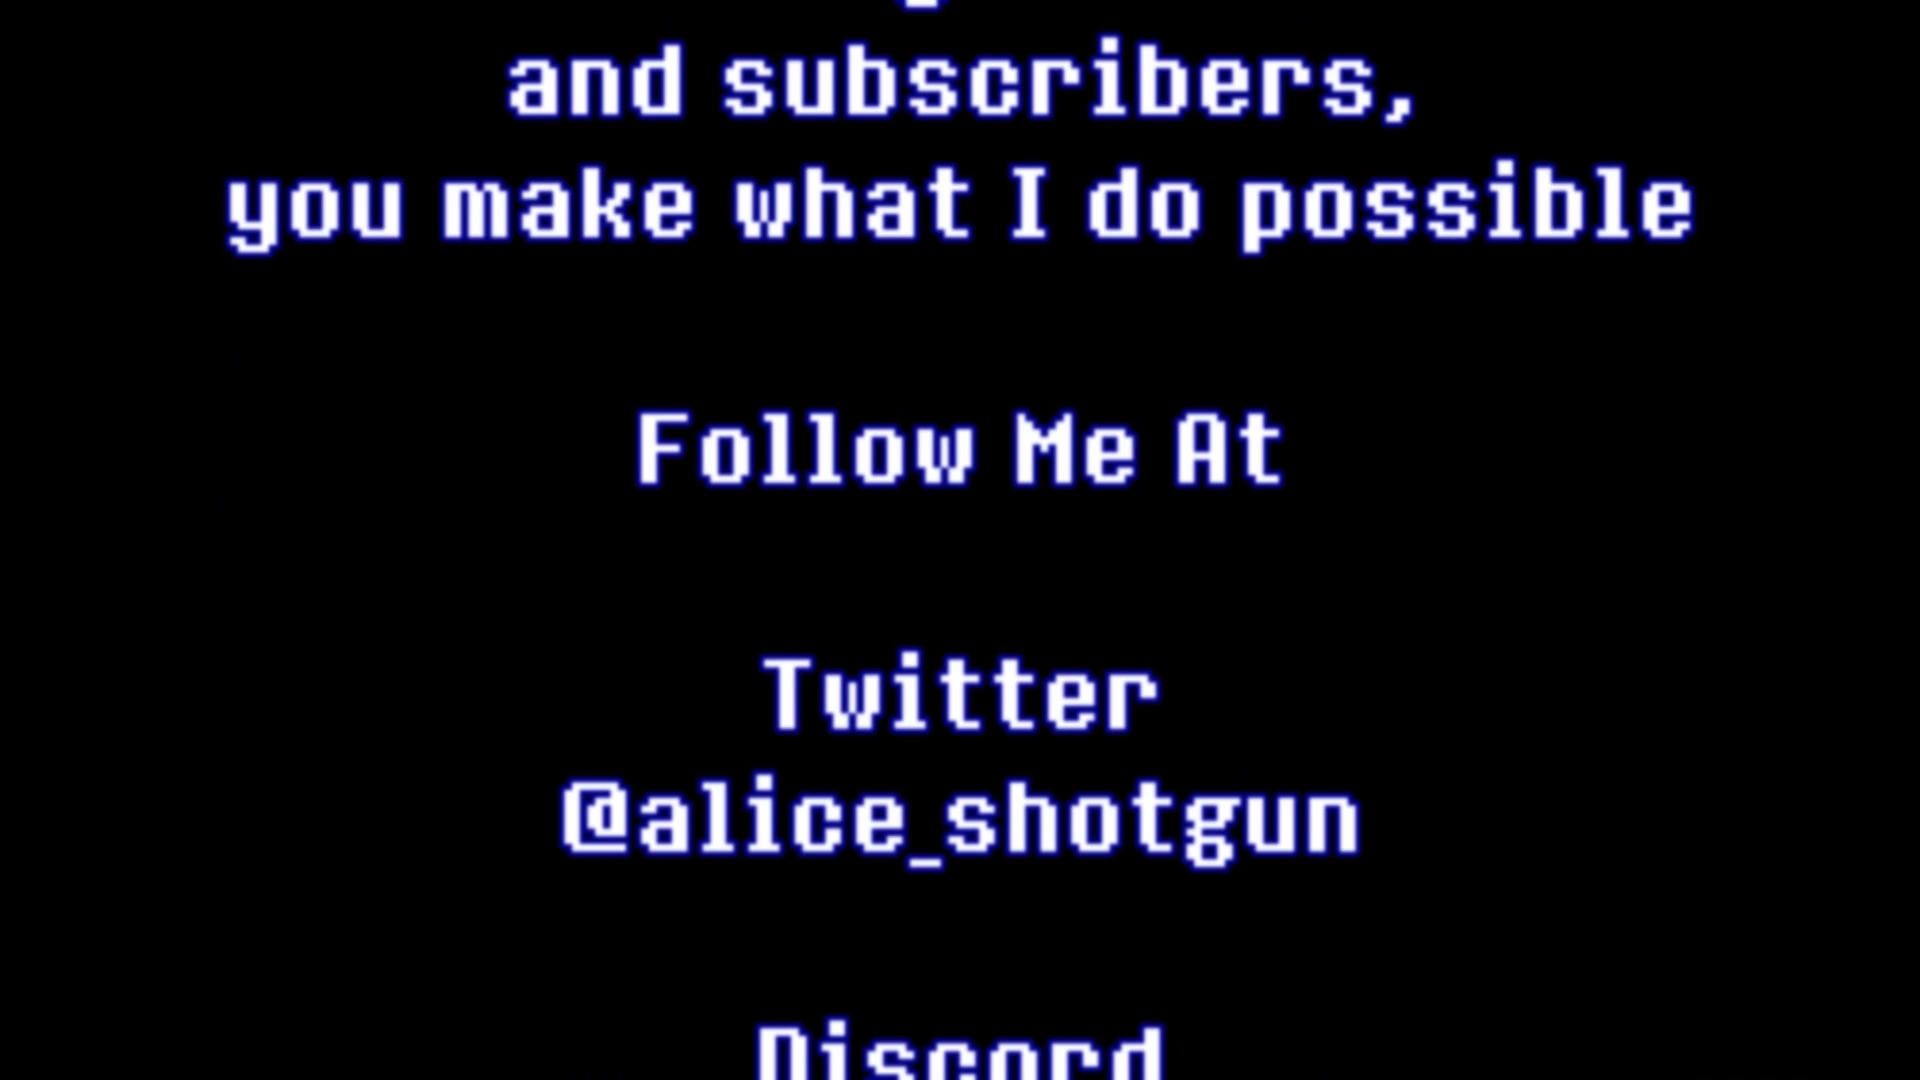 and subscribers,
you make what I do possible
Follow Me At
Twitter
@alice_shotgun
Discord